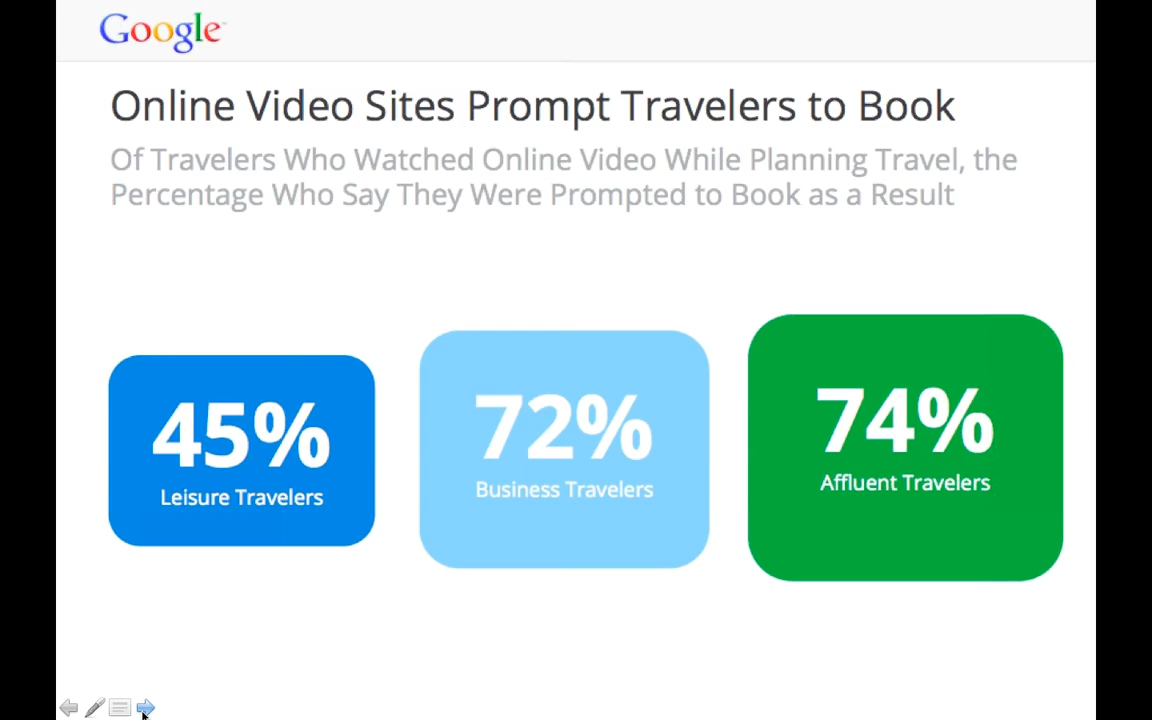 Google
Online Video Sites Prompt Travelers to Book
Of Travelers Who Watched Online Video While Planning Travel, the
Percentage Who Say They Were Prompted to Book as a Result
45%
Leisure Travelers
72%
Business Travelers
74%
Affluent Travelers